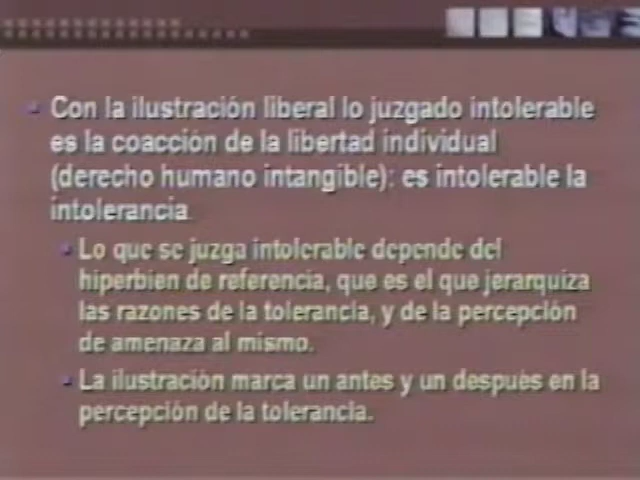 Con la ilustración liberal lo juzgado intolerable
es la coacción de la libertad individual
(derecho humano intangible): es intolerable la
intolerancia
Lo que se juzga intolerable depende del
hiperbien de referencia, que es el que jerarquiza
las razones de la tolerancia, y de la percepción
de amenaza al mismo.
La ilustración marca un antes y un después en la
percepción de la tolerancia.